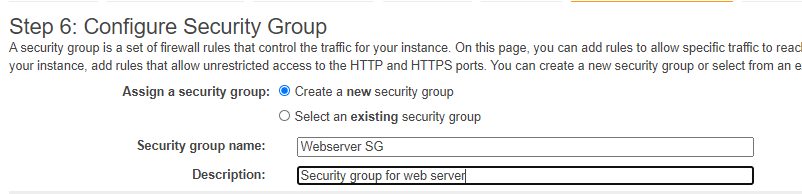 Step 6: Configure Security Group
A security group is a set of firewall rules that control the traffic for your instance. On this page, you can add rules to allow specific traffic to reac
your instance, add rules that allow unrestricted access to the HTTP and HTTPS ports. You can create a new security group or select from an e
Assign a security group: Create a new security group
Select an existing security group
Security group name: Webserver SG
Description: Security group for web server